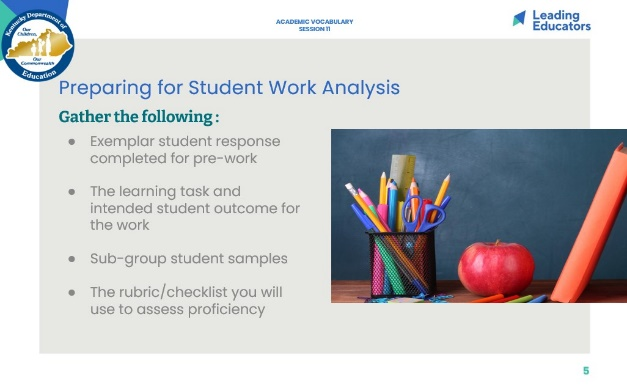 Kentucky Department of
Our
Children,
Our
Commonwealth
Education
ACADEMIC VOCABULARY
SESSION 11
Leading
Educators
Preparing for Student Work Analysis
Gather the following :
● Exemplar student response
completed for pre-work
● The learning task and
intended student outcome for
the work
● Sub-group student samples
● The rubric/checklist you will
use to assess proficiency
5